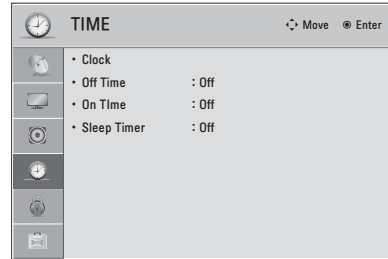 TIME Move Enter
• Clock
• Off Time : Off
• On TIme : Off
• Sleep Timer : Off